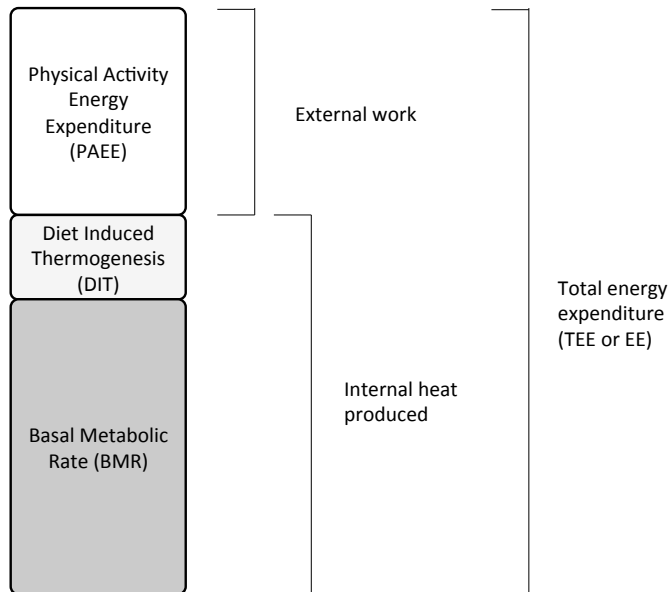 Physical Activity
Energy
Expenditure
(PAEE)
External work
Diet Induced
Thermogenesis
(DIT)
Total energy
expenditure
(TEE or EE)
Internal heat
produced
Basal Metabolic
Rate (BMR)